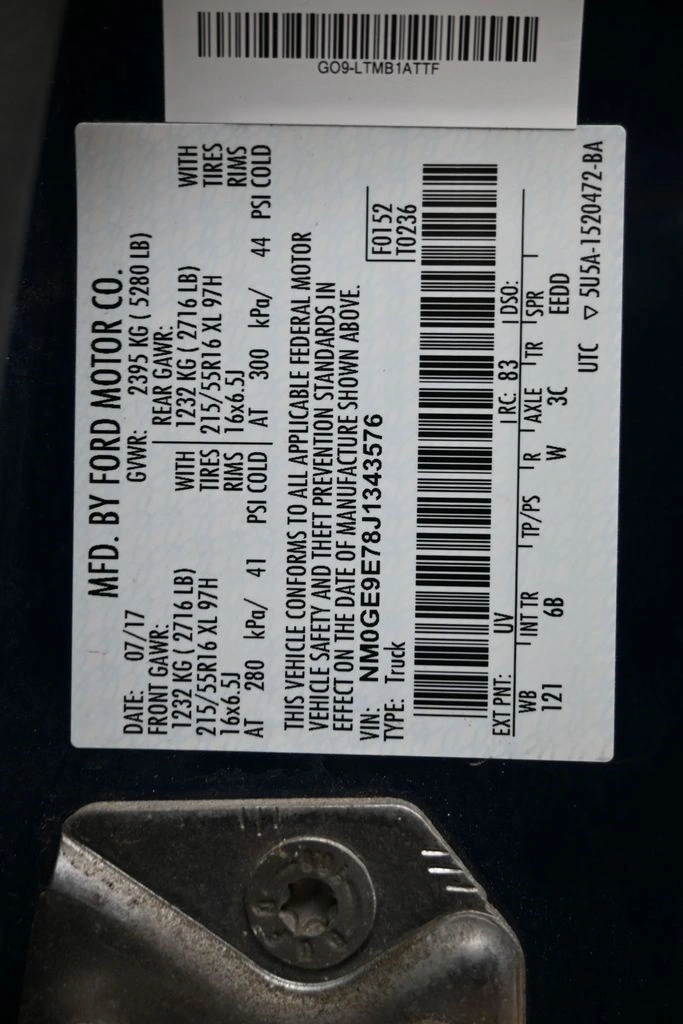 GO9-LTMB1ATTF
MFD. BY FORD MOTOR CO.
DATE: 07/17 GVWR: 2395 KG ( 5280 LB)
FRONT GAWR: REAR GAWR:
1232 KG ( 2716 LB) WITH 1232 KG ( 2716 LB) WITH
215/55R16 XL 97H TIRES 215/55R16 XL 97H TIRES
16x6.5J RIMS 16x6.5J RIMS
AT 280 kPa/ 41 PSI COLD AT 300 kPa/ 44 PSI COLD
THIS VEHICLE CONFORMS TO ALL APPLICABLE FEDERAL MOTOR
VEHICLE SAFETY AND THEFT PREVENTION STANDARDS IN
EFFECT ON THE DATE OF MANUFACTURE SHOWN ABOVE.
VIN: NM0GE9E78J1343576 F0152
TYPE: Truck T0236
EXT PNT: UV RC: 83 DSO:
WB INT TR TP/PS R AXLE TR SPR
121 6B W 3C EEDD
UTC ▽ 5U5A-1520472-BA